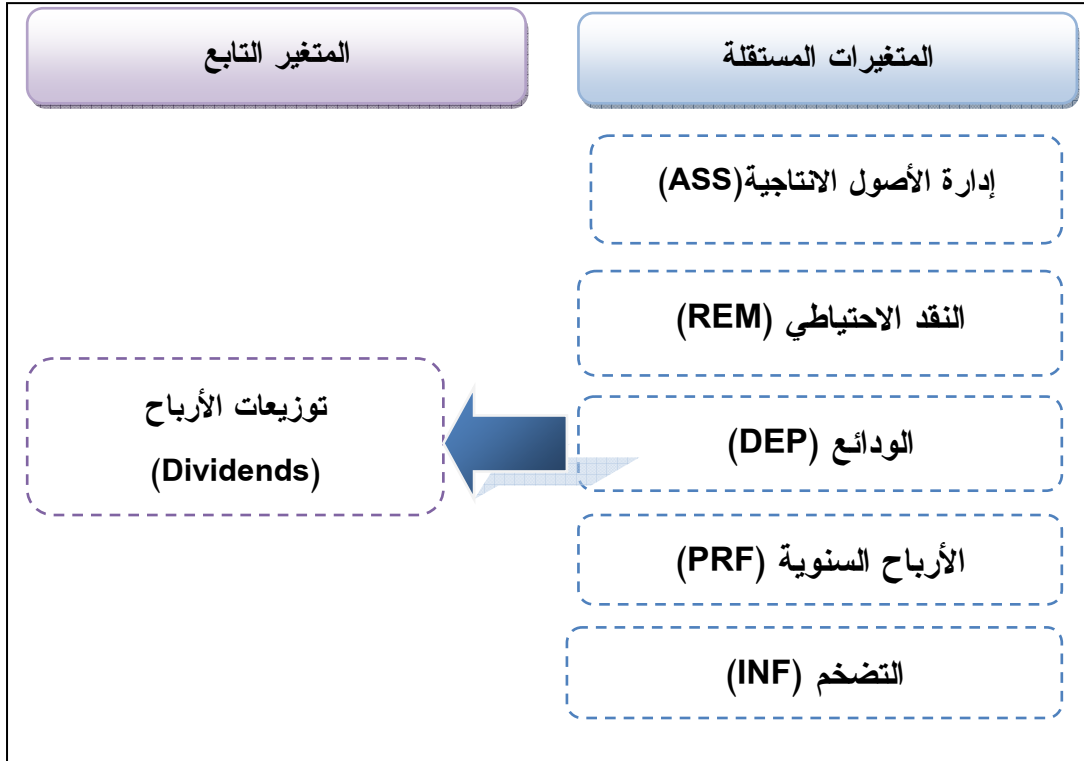 المتغيرات المستقلة
المتغير التابع
إدارة الأصول الانتاجية(ASS)
النقد الاحتياطي (REM)
الودائع (DEP)
الأرباح السنوية (PRF)
التضخم (INF)
توزيعات الأرباح
(Dividends)